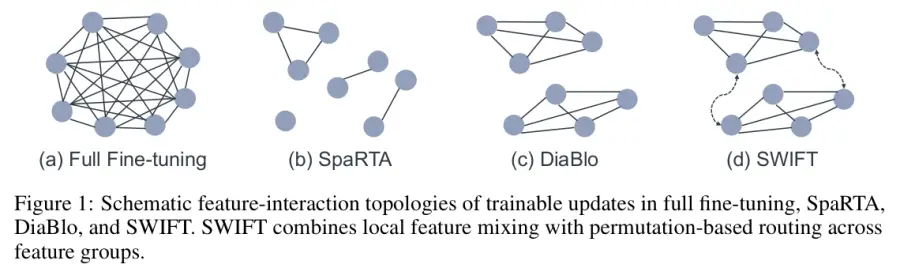 (a) Full Fine-tuning (b) SpaRTA (c) DiaBlo (d) SWIFT
Figure 1: Schematic feature-interaction topologies of trainable updates in full fine-tuning, SpaRTA,
DiaBlo, and SWIFT. SWIFT combines local feature mixing with permutation-based routing across
feature groups.